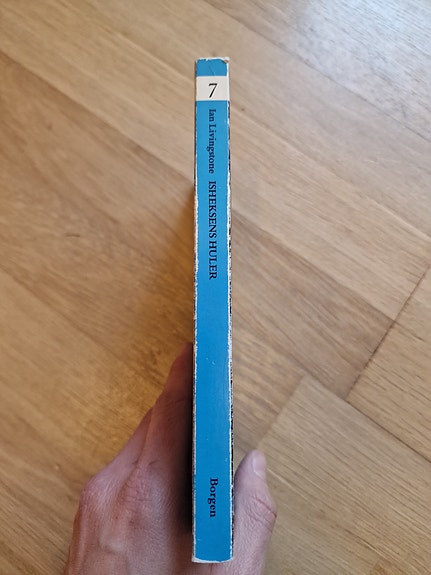 7
Ian Livingstone ISHEKSENS HULER
Borgen